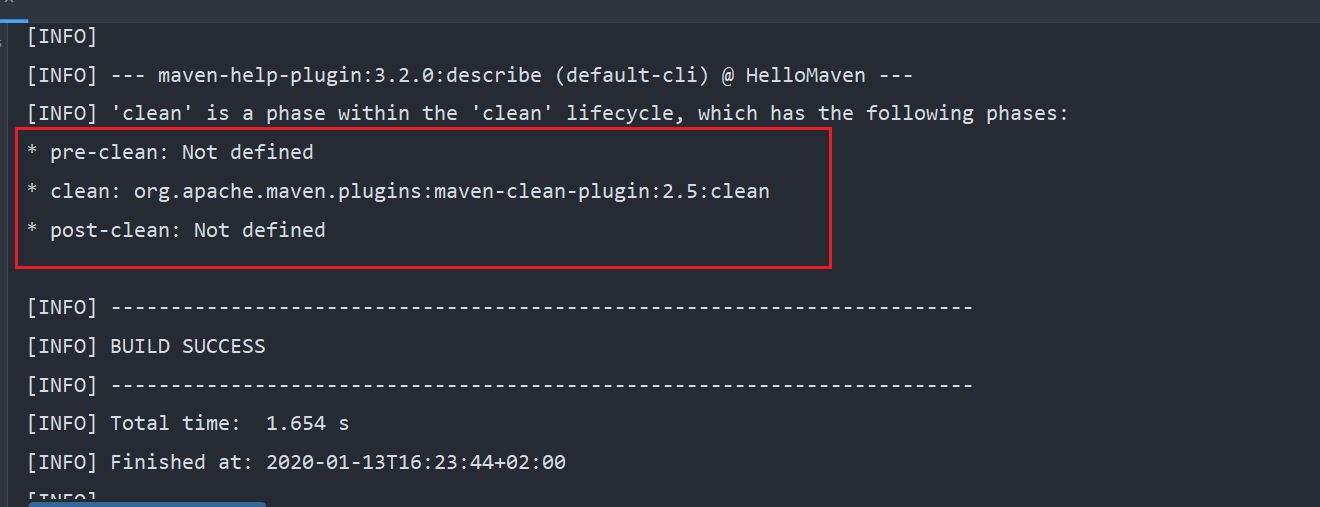 [INFO]
[INFO] --- maven-help-plugin:3.2.0:describe (default-cli) @ HelloMaven ---
[INFO] 'clean' is a phase within the 'clean' lifecycle, which has the following phases:
* pre-clean: Not defined
* clean: org.apache.maven.plugins:maven-clean-plugin:2.5:clean
* post-clean: Not defined
[INFO] ------------------------------------------------------------------------
[INFO] BUILD SUCCESS
[INFO] ------------------------------------------------------------------------
[INFO] Total time:  1.654 s
[INFO] Finished at: 2020-01-13T16:23:44+02:00
[INFO]